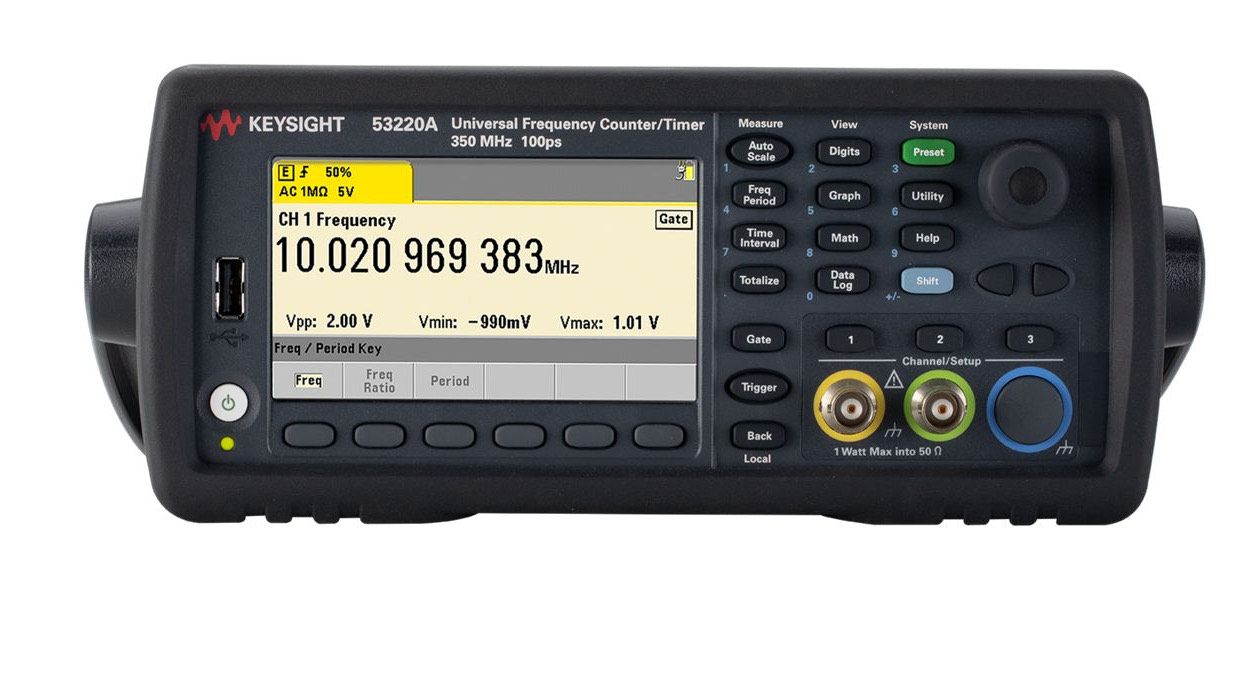 KEYSIGHT 53220A Universal Frequency Counter/Timer
350 MHz 100ps
E 50%
AC 1MΩ 5V
CH 1 Frequency Gate
10.020 969 383 MHz
Vpp: 2.00 V Vmin: -990mV Vmax: 1.01 V
Freq / Period Key
Freq
Freq
Ratio
Period
Measure View System
Auto
Scale
Digits
Preset
1 2 3
Freq
Period
Graph
Utility
4 5 6
Time
Interval
Math
Help
7 8 9
Totalize
Data
Log
Shift
. 0 +/-
Gate
1 2 3
Channel/Setup
Trigger
Back
Local
1 Watt Max into 50 Ω